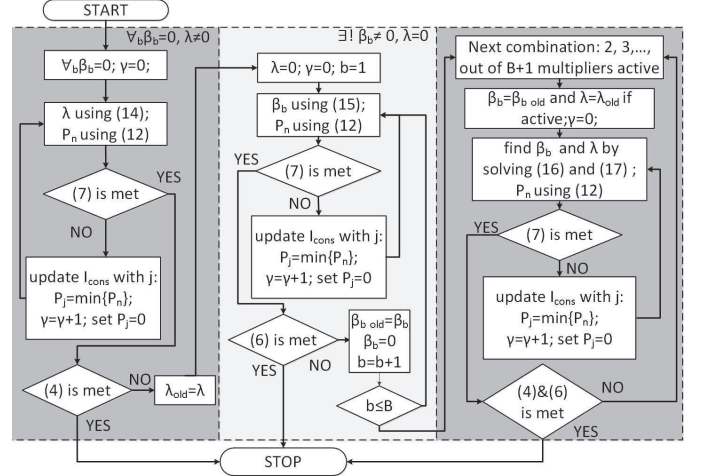 START
∀bβb=0, λ≠0
∀bβb=0; γ=0;
λ using (14);
Pn using (12)
(7) is met
YES
NO
update Icons with j:
Pj=min{Pn};
γ=γ+1; set Pj=0
(4) is met
NO
λold=λ
YES
∃! βb≠ 0, λ=0
λ=0; γ=0; b=1
βb using (15);
Pn using (12)
YES
(7) is met
NO
update Icons with j:
Pj=min{Pn};
γ=γ+1; set Pj=0
(6) is met
YES
NO
βb old=βb
βb=0
b=b+1
b≤B
Next combination: 2, 3,...,
out of B+1 multipliers active
βb=βb old and λ=λold if
active;γ=0;
find βb and λ by
solving (16) and (17) ;
Pn using (12)
YES
(7) is met
NO
update Icons with j:
Pj=min{Pn};
γ=γ+1; set Pj=0
(4)&(6)
is met
NO
YES
STOP